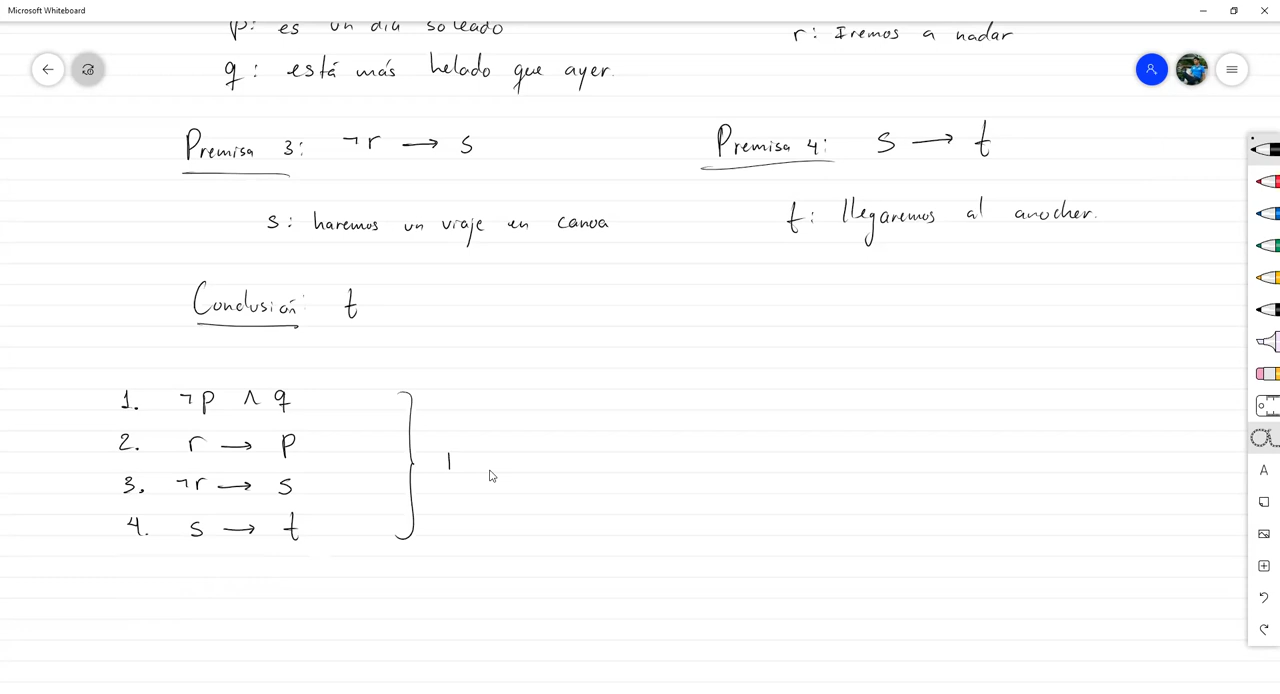 Microsoft Whiteboard
p: es un día soleado
r: Iremos a nadar
q: está más helado que ayer.
Premisa 3: ¬r → s
Premisa 4: s → t
s: haremos un viaje en canoa
t: llegaremos al anocher.
Conclusión: t
1. ¬p ∧ q
2. r → p
3. ¬r → s
4. s → t